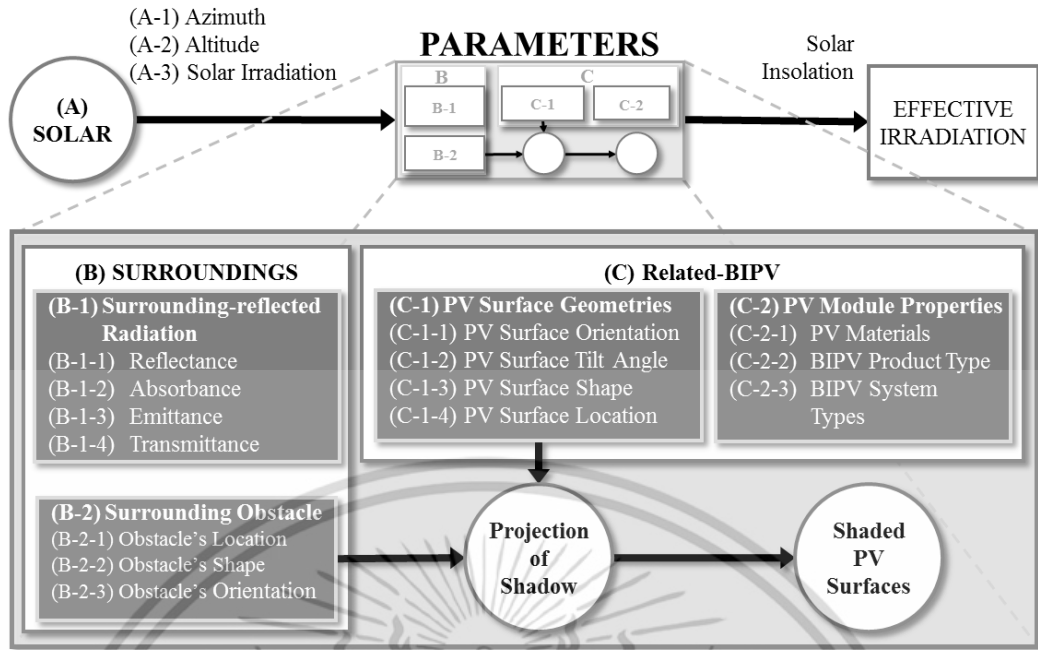 (A-1) Azimuth
(A-2) Altitude
(A-3) Solar Irradiation
(A)
SOLAR
PARAMETERS
B
B-1
B-2
C
C-1
C-2
Solar
Insolation
EFFECTIVE
IRRADIATION
(B) SURROUNDINGS
(B-1) Surrounding-reflected
Radiation
(B-1-1) Reflectance
(B-1-2) Absorbance
(B-1-3) Emittance
(B-1-4) Transmittance
(B-2) Surrounding Obstacle
(B-2-1) Obstacle's Location
(B-2-2) Obstacle's Shape
(B-2-3) Obstacle's Orientation
(C) Related-BIPV
(C-1) PV Surface Geometries
(C-1-1) PV Surface Orientation
(C-1-2) PV Surface Tilt Angle
(C-1-3) PV Surface Shape
(C-1-4) PV Surface Location
(C-2) PV Module Properties
(C-2-1) PV Materials
(C-2-2) BIPV Product Type
(C-2-3) BIPV System
Types
Projection
of
Shadow
Shaded
PV
Surfaces